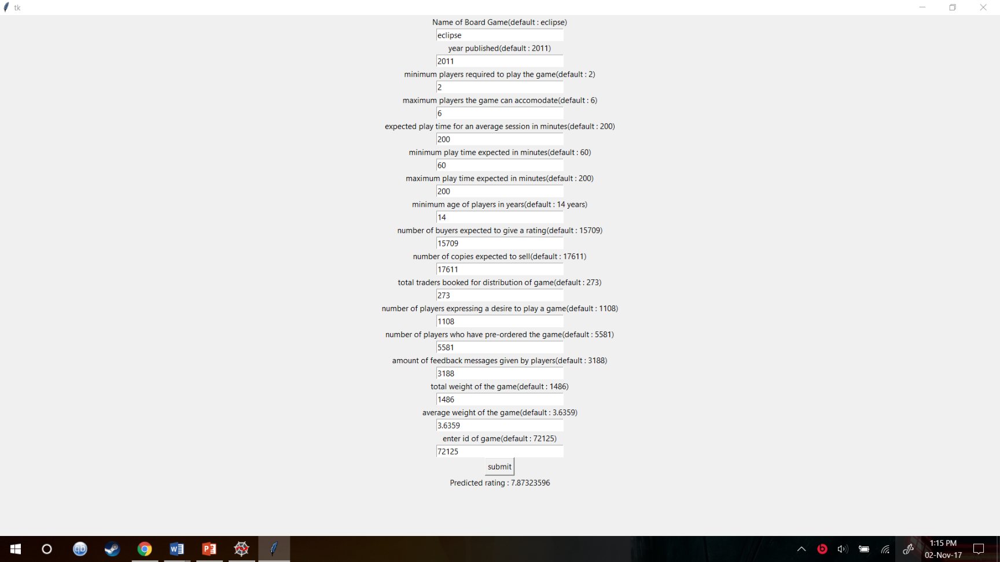 tk
Name of Board Game(default : eclipse)
eclipse
year published(default : 2011)
2011
minimum players required to play the game(default : 2)
2
maximum players the game can accomodate(default : 6)
6
expected play time for an average session in minutes(default : 200)
200
minimum play time expected in minutes(default : 60)
60
maximum play time expected in minutes(default : 200)
200
minimum age of players in years(default : 14 years)
14
number of buyers expected to give a rating(default : 15709)
15709
number of copies expected to sell(default : 17611)
17611
total traders booked for distribution of game(default : 273)
273
number of players expressing a desire to play a game(default : 1108)
1108
number of players who have pre-ordered the game(default : 5581)
5581
amount of feedback messages given by players(default : 3188)
3188
total weight of the game(default : 1486)
1486
average weight of the game(default : 3.6359)
3.6359
enter id of game(default : 72125)
72125
submit
Predicted rating : 7.87323596
qb
W
P
b
1:15 PM
02-Nov-17